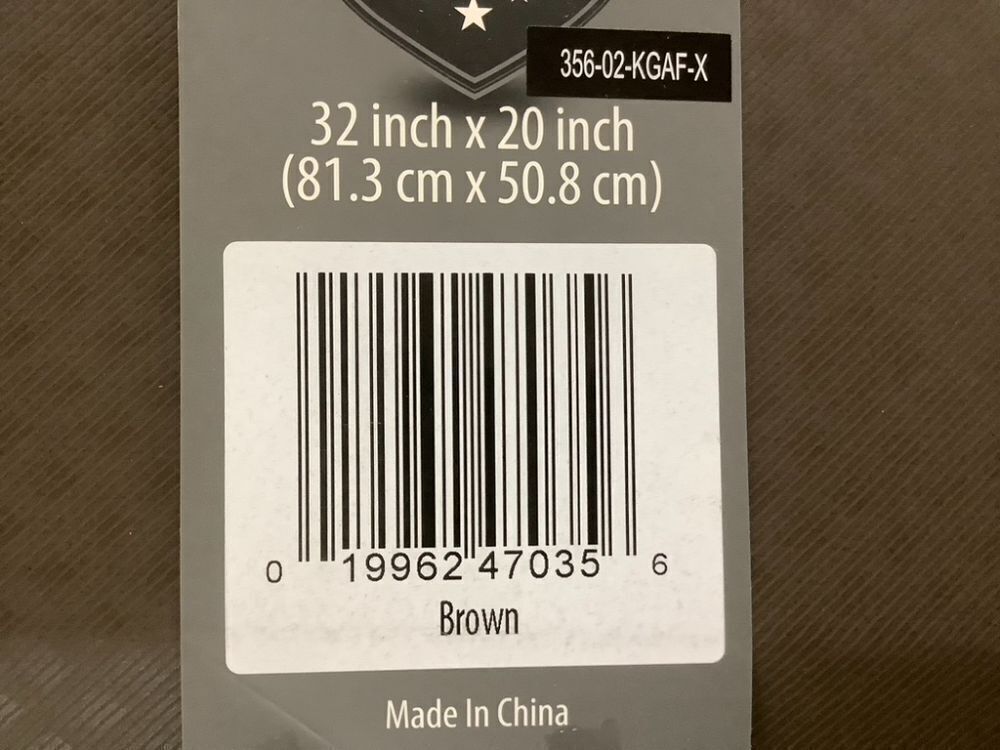 356-02-KGAF-X
32 inch x 20 inch
(81.3 cm x 50.8 cm)
0 19962 47035 6
Brown
Made In China